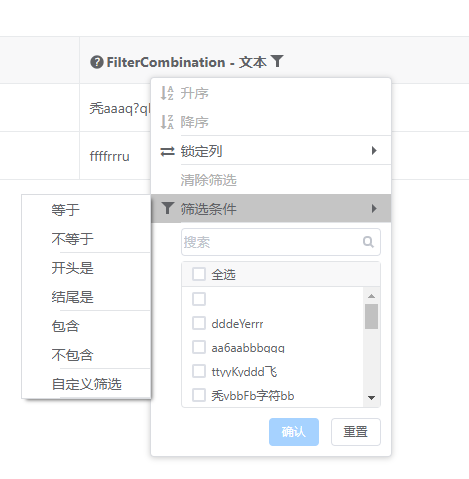 FilterCombination - 文本
秃aaaq?q
ffffrrru
升序
降序
锁定列
清除筛选
筛选条件
等于
不等于
开头是
结尾是
包含
不包含
自定义筛选
搜索
全选
dddeYerrr
aa6aabbbggg
ttyyKyddd飞
秃vbbFb字符bb
确认
重置